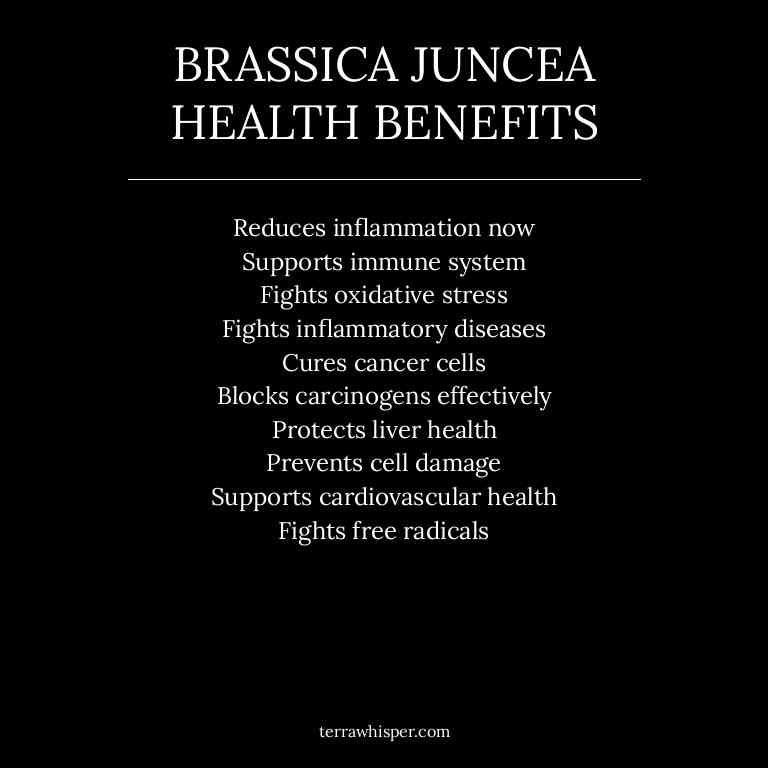 BRASSICA JUNCEA
HEALTH BENEFITS
Reduces inflammation now
Supports immune system
Fights oxidative stress
Fights inflammatory diseases
Cures cancer cells
Blocks carcinogens effectively
Protects liver health
Prevents cell damage
Supports cardiovascular health
Fights free radicals
terrawhisper.com